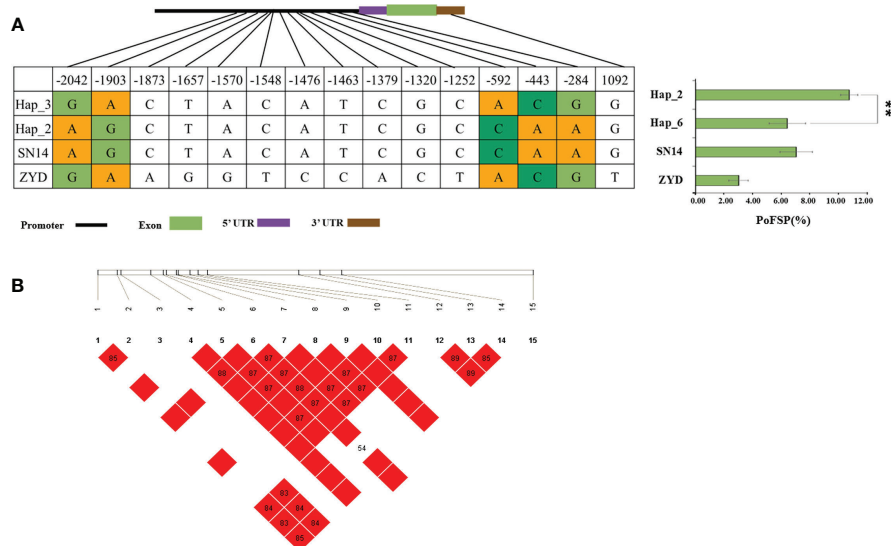 A
-2042 -1903 -1873 -1657 -1570 -1548 -1476 -1463 -1379 -1320 -1252 -592 -443 -284 1092
Hap_3 G A C T A C A T C G C A C G G
Hap_2 A G C T A C A T C G C C A A G
SN14 A G C T A C A T C G C C A A G
ZYD G A A G G T C C A C T A C G T
Promoter Exon 5' UTR 3' UTR
Hap_2
Hap_6
SN14
ZYD
**
0.00 2.00 4.00 6.00 8.00 10.00 12.00
PoFSP(%)
B
1 2 3 4 5 6 7 8 9 10 11 12 13 14 15
1 2 3 4 5 6 7 8 9 10 11 12 13 14 15
85 87 87 87 89 85
88 87 87 87 87 89
87 88 87 87
87 87
87
54
83
84 84
83 84
85